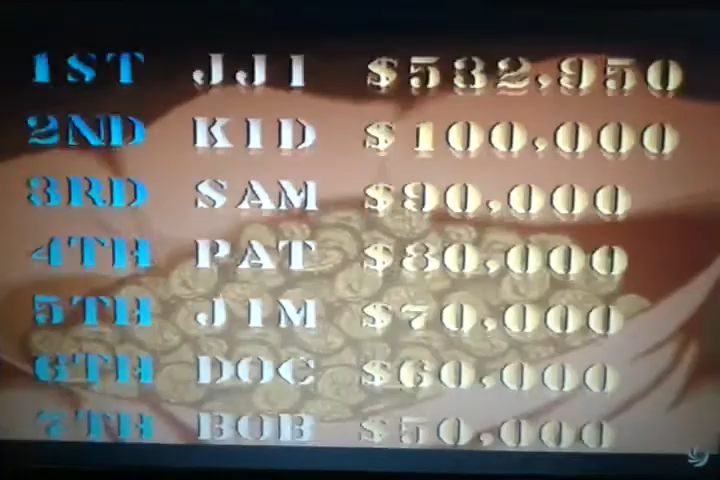 1ST JJI $532,950
2ND KID $100,000
3RD SAM $90,000
4TH PAT $80,000
5TH JIM $70,000
6TH DOC $60,000
7TH BOB $50,000